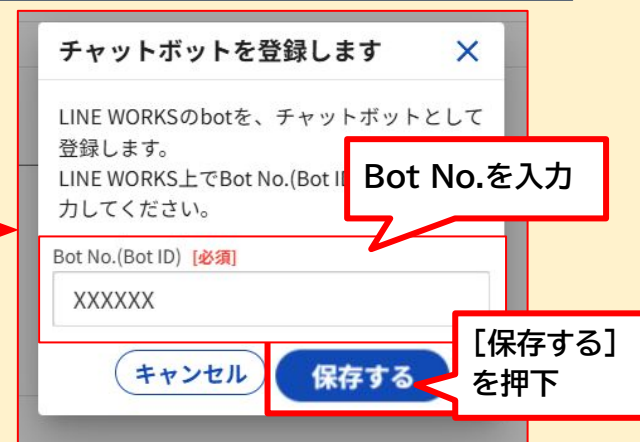 チャットボットを登録します ×
LINE WORKSのbotを、チャットボットとして
登録します。
LINE WORKS上でBot No.(Bot I
力してください。
Bot No.を入力
Bot No.(Bot ID) [必須]
XXXXXX
キャンセル
保存する
[保存する]
を押下